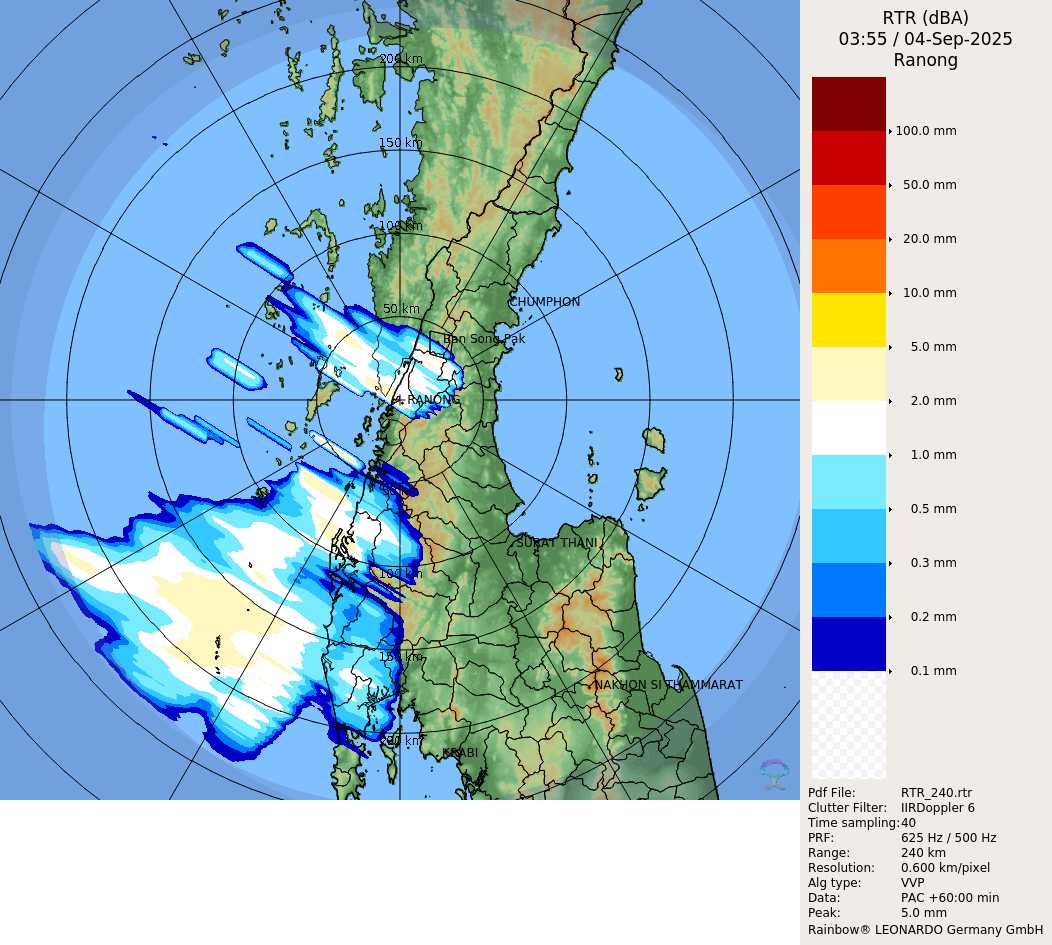 RTR (dBA)
03:55 / 04-Sep-2025
Ranong
200 km
150 km
100 km
50 km
CHUMPHON
Ban Song Pak
RANONG
50 km
SURAT THANI
100 km
150 km
NAKHON SI THAMMARAT
200 km
KRABI
100.0 mm
50.0 mm
20.0 mm
10.0 mm
5.0 mm
2.0 mm
1.0 mm
0.5 mm
0.3 mm
0.2 mm
0.1 mm
Pdf File: RTR_240.rtr
Clutter Filter: IIRDoppler 6
Time sampling:40
PRF: 625 Hz / 500 Hz
Range: 240 km
Resolution: 0.600 km/pixel
Alg type: VVP
Data: PAC +60:00 min
Peak: 5.0 mm
Rainbow® LEONARDO Germany GmbH